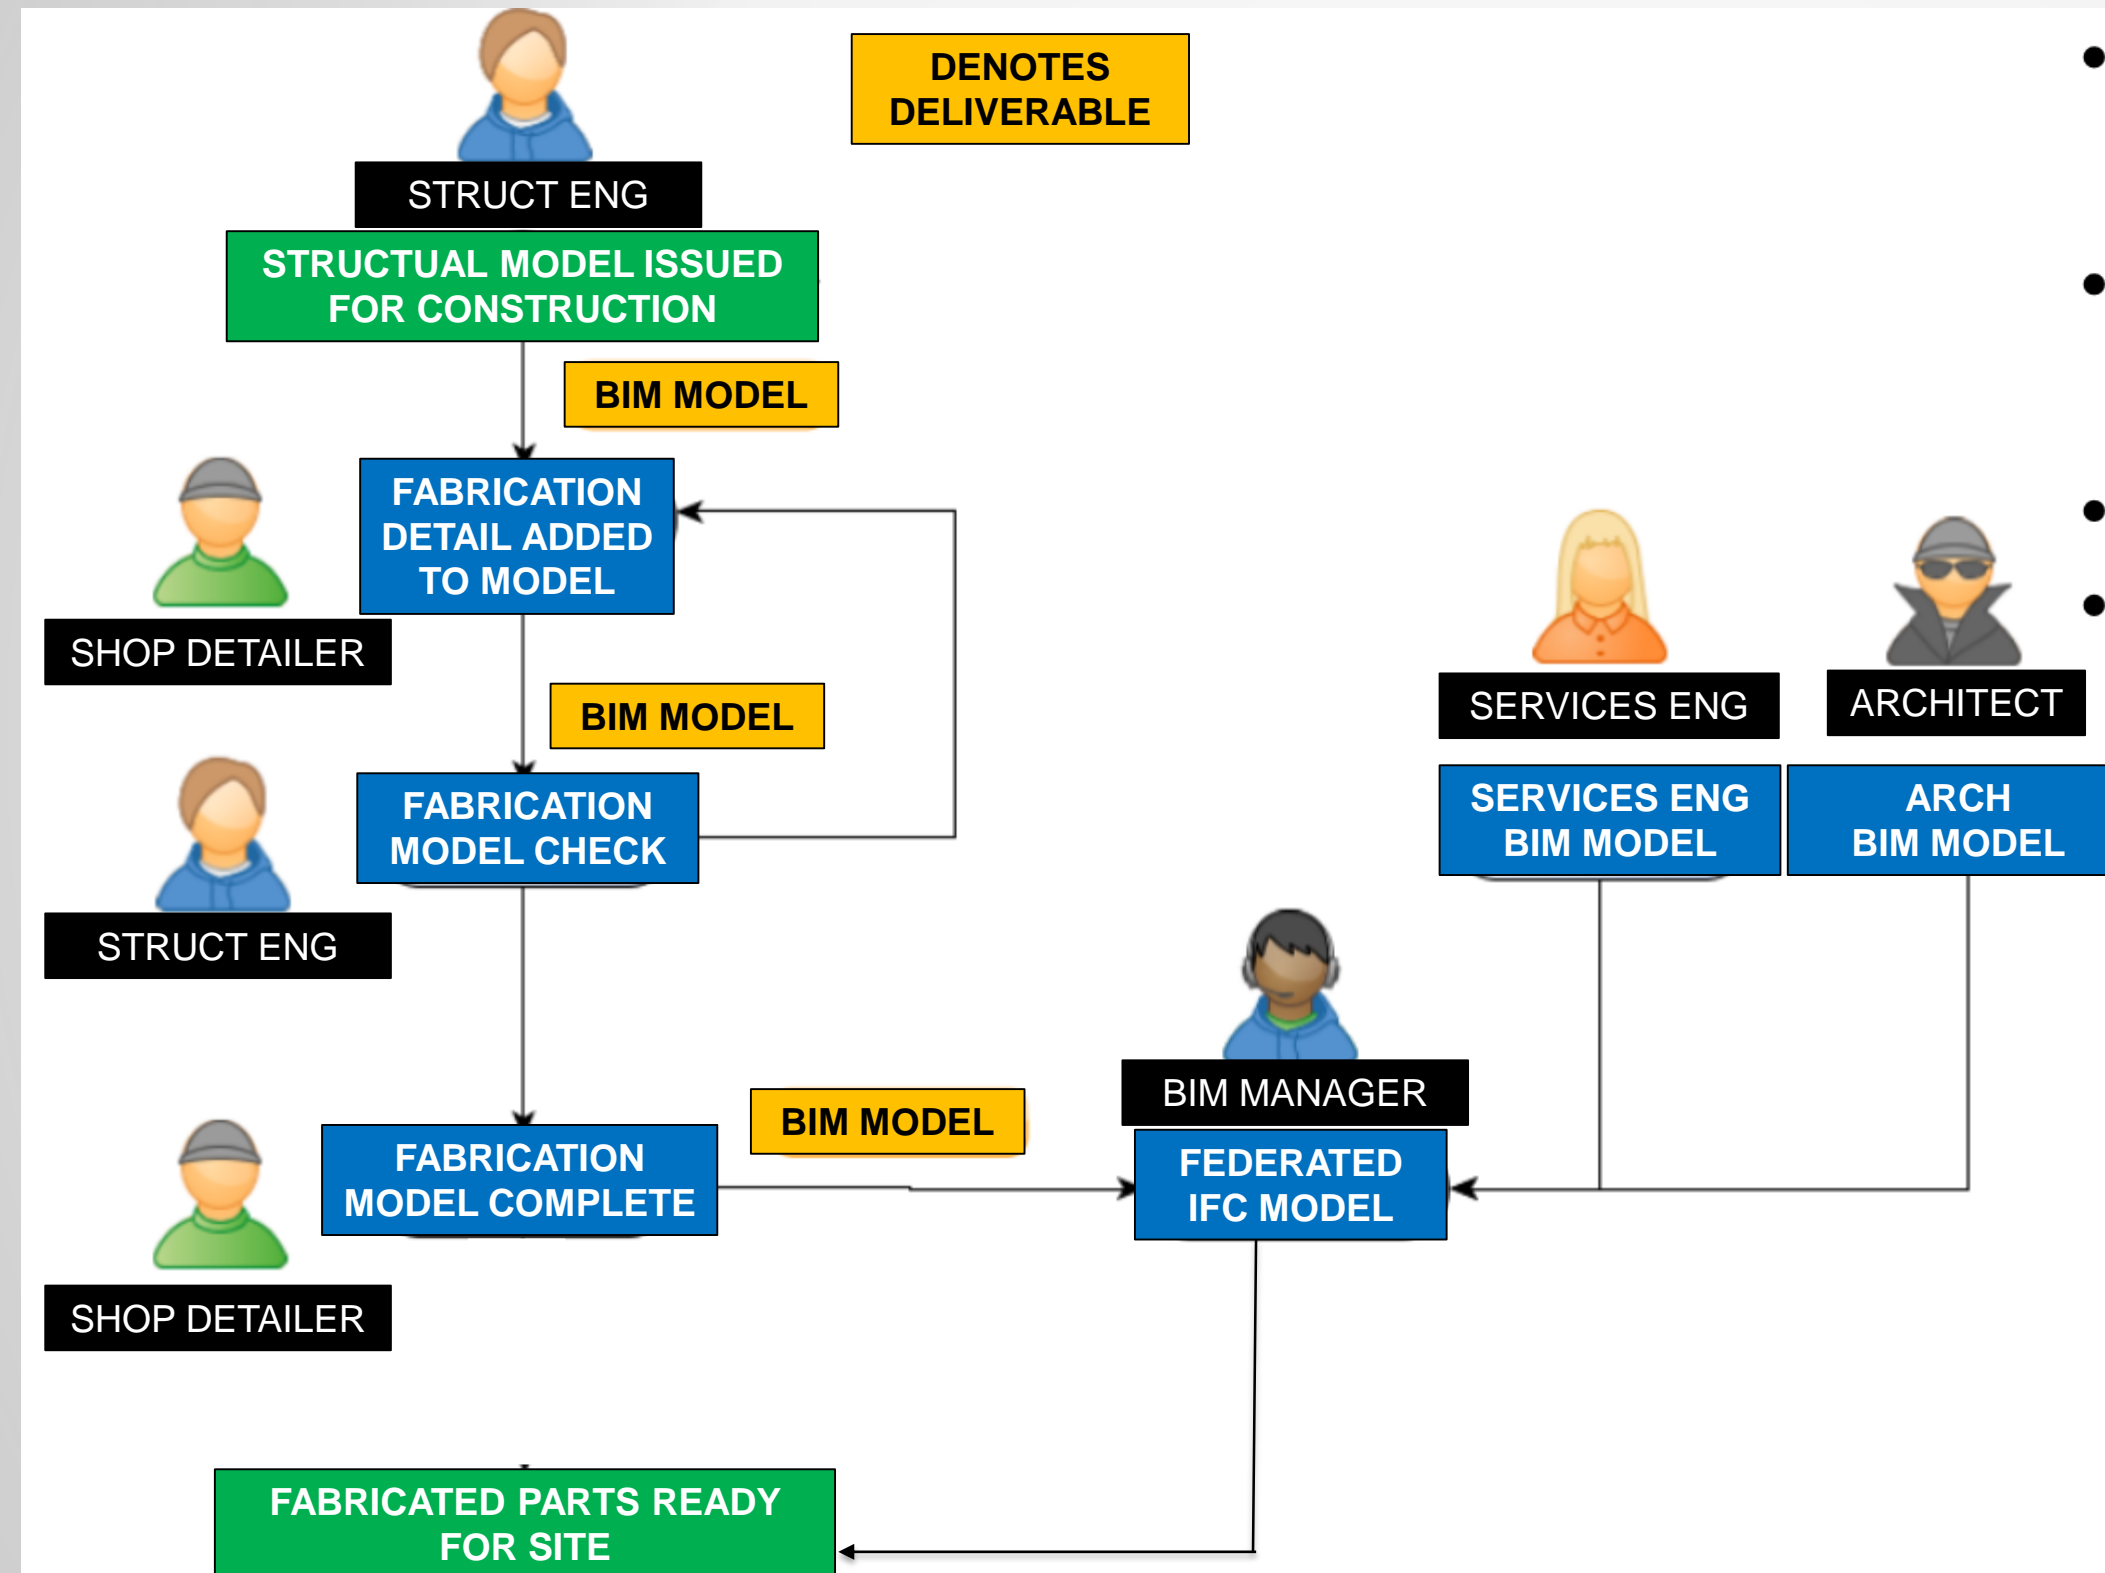 DENOTES
DELIVERABLE
STRUCT ENG
STRUCTUAL MODEL ISSUED
FOR CONSTRUCTION
BIM MODEL
FABRICATION
DETAIL ADDED
TO MODEL
SHOP DETAILER
BIM MODEL
SERVICES ENG
ARCHITECT
FABRICATION
MODEL CHECK
SERVICES ENG
BIM MODEL
ARCH
BIM MODEL
STRUCT ENG
BIM MANAGER
BIM MODEL
FABRICATION
MODEL COMPLETE
FEDERATED
IFC MODEL
SHOP DETAILER
FABRICATED PARTS READY
FOR SITE